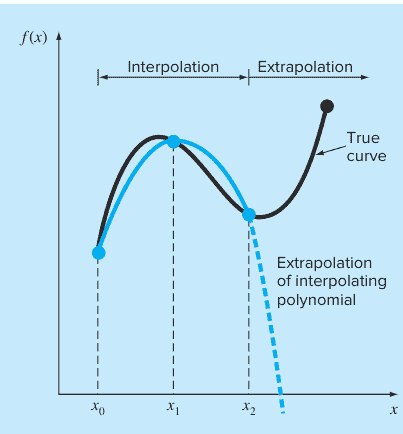 f(x)
Interpolation
Extrapolation
True
curve
Extrapolation
of interpolating
polynomial
x₀
x₁
x₂
x